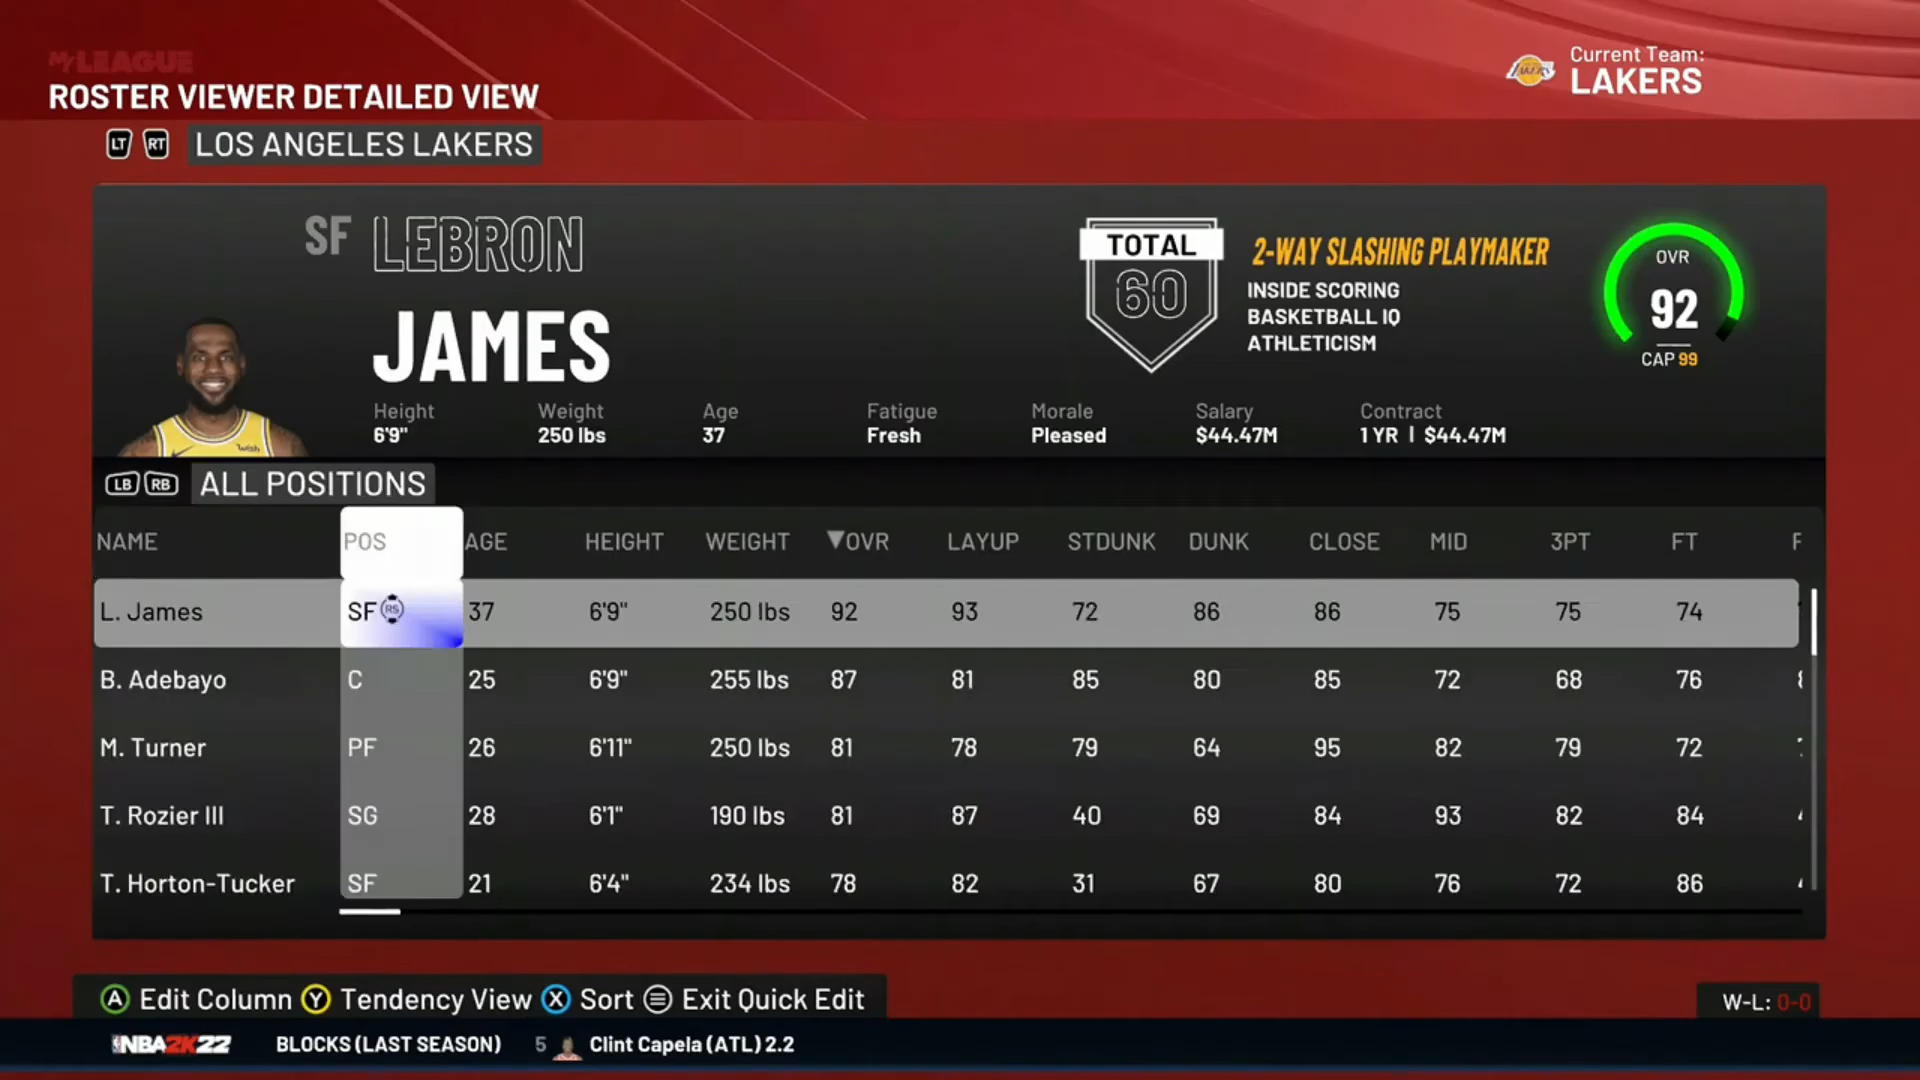 MyLEAGUE
ROSTER VIEWER DETAILED VIEW
Current Team:
LAKERS
LT RT LOS ANGELES LAKERS
SF LEBRON
JAMES
TOTAL
60
2-WAY SLASHING PLAYMAKER
INSIDE SCORING
BASKETBALL IQ
ATHLETICISM
OVR
92
CAP 99
Height Weight Age Fatigue Morale Salary Contract
6'9" 250 lbs 37 Fresh Pleased $44.47M 1 YR | $44.47M
LB RB ALL POSITIONS
NAME POS AGE HEIGHT WEIGHT ▼OVR LAYUP STDUNK DUNK CLOSE MID 3PT FT
L. James SF RS 37 6'9" 250 lbs 92 93 72 86 86 75 75 74
B. Adebayo C 25 6'9" 255 lbs 87 81 85 80 85 72 68 76
M. Turner PF 26 6'11" 250 lbs 81 78 79 64 95 82 79 72
T. Rozier III SG 28 6'1" 190 lbs 81 87 40 69 84 93 82 84
T. Horton-Tucker SF 21 6'4" 234 lbs 78 82 31 67 80 76 72 86
A Edit Column Y Tendency View X Sort Exit Quick Edit
W-L: 0-0
NBA 2K22 BLOCKS (LAST SEASON) 5 Clint Capela (ATL) 2.2